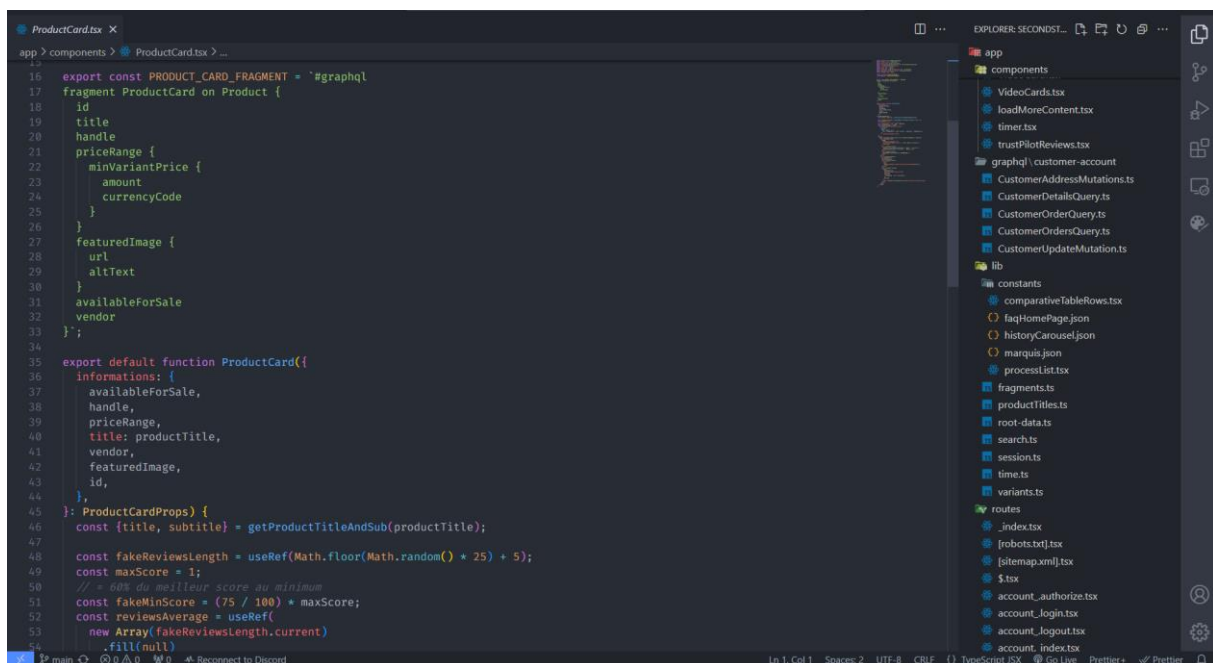 ProductCard.tsx
app > components > ProductCard.tsx > ...
15
16 export const PRODUCT_CARD_FRAGMENT = `#graphql
17 fragment ProductCard on Product {
18 id
19 title
20 handle
21 priceRange {
22 minVariantPrice {
23 amount
24 currencyCode
25 }
26 }
27 featuredImage {
28 url
29 altText
30 }
31 availableForSale
32 vendor
33 }`;
34
35 export default function ProductCard({
36 informations: {
37 availableForSale,
38 handle,
39 priceRange,
40 title: productTitle,
41 vendor,
42 featuredImage,
43 id,
44 },
45 }: ProductCardProps) {
46 const {title, subtitle} = getProductTitleAndSub(productTitle);
47
48 const fakeReviewsLength = useRef(Math.floor(Math.random() * 25) + 5);
49 const maxScore = 1;
50 // = 60% du meilleur score au minimum
51 const fakeMinScore = (75 / 100) * maxScore;
52 const reviewsAverage = useRef(
53 new Array(fakeReviewsLength.current)
54 .fill(null)
EXPLORER: SECONDST...
app
components
VideoCards.tsx
loadMoreContent.tsx
timer.tsx
trustPilotReviews.tsx
graphql\customer-account
CustomerAddressMutations.ts
CustomerDetailsQuery.ts
CustomerOrderQuery.ts
CustomerOrdersQuery.ts
CustomerUpdateMutation.ts
lib
constants
comparativeTableRows.tsx
faqHomePage.json
historyCarousel.json
marquis.json
processList.tsx
fragments.ts
productTitles.ts
root-data.ts
search.ts
session.ts
time.ts
variants.ts
routes
_index.tsx
[robots.txt].tsx
[sitemap.xml].tsx
$.tsx
account_.authorize.tsx
account_.login.tsx
account_.logout.tsx
account._index.tsx
main 0 0 0 Reconnect to Discord Ln 1, Col 1 Spaces: 2 UTF-8 CRLF {} TypeScript JSX Go Live Prettier+ Prettier